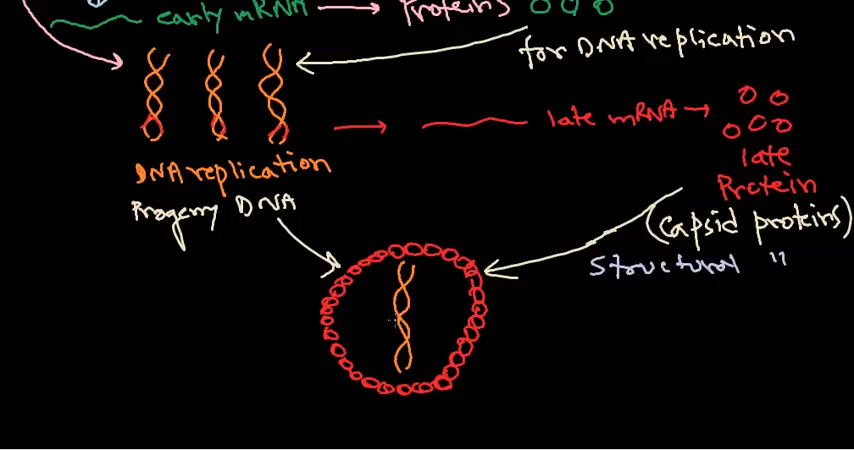 early mRNA → Proteins
for DNA replication
late mRNA →
late
Protein
DNA replication
Progeny DNA
(capsid proteins)
Structural "